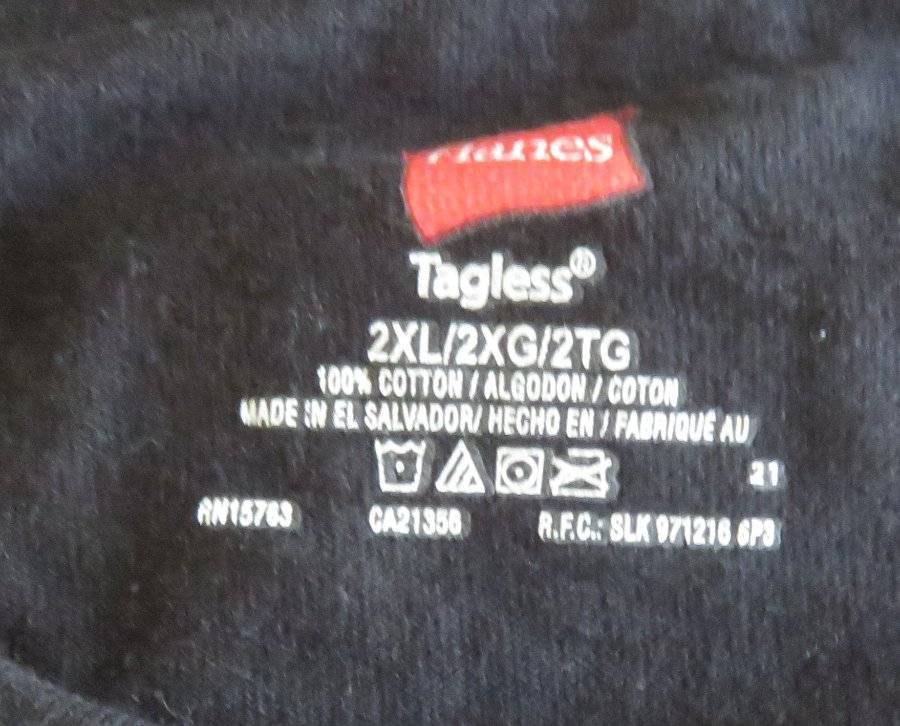 Hanes
Tagless®
2XL/2XG/2TG
100% COTTON / ALGODON / COTON
MADE IN EL SALVADOR/ HECHO EN / FABRIQUÉ AU
21
RN15763 CA21356 R.F.C.: SLK 971216 6P3